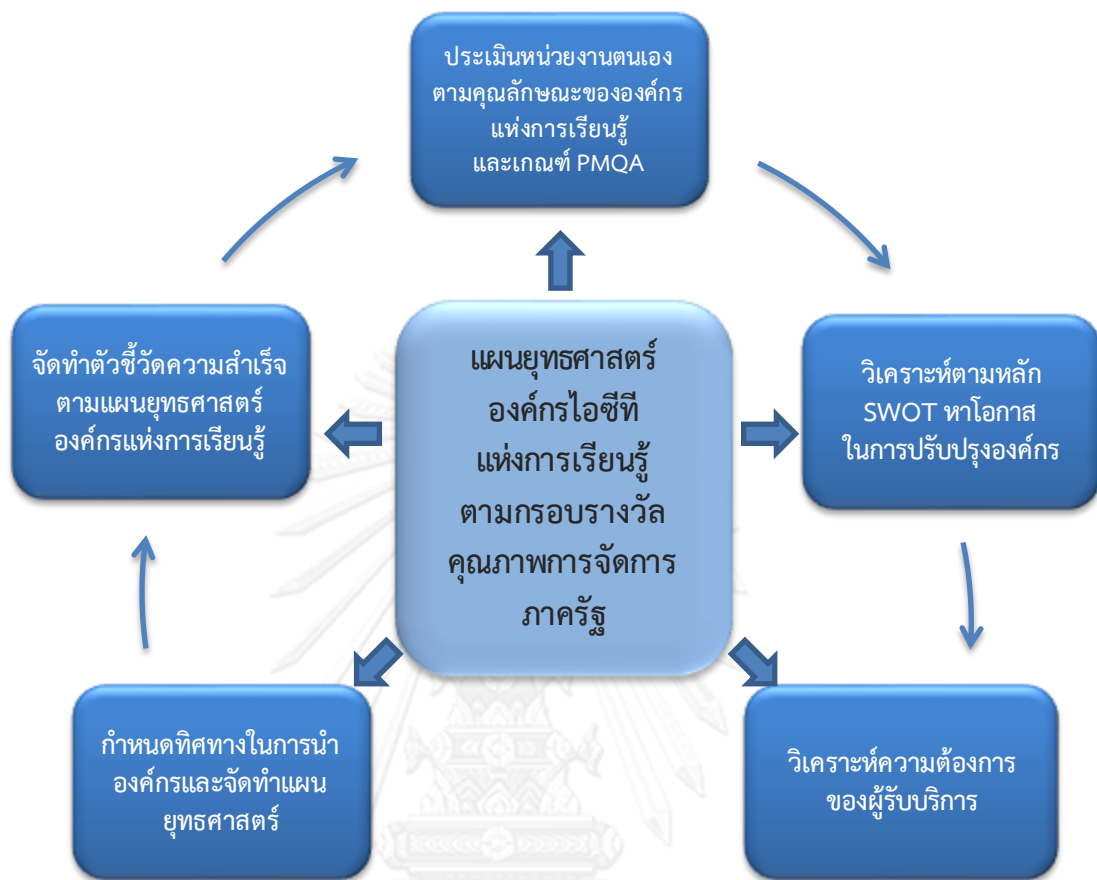 ประเมินหน่วยงานตนเอง
ตามคุณลักษณะขององค์กร
แห่งการเรียนรู้
และเกณฑ์ PMQA
จัดทำตัวชี้วัดความสำเร็จ
ตามแผนยุทธศาสตร์
องค์กรแห่งการเรียนรู้
แผนยุทธศาสตร์
องค์กรไอซีที
แห่งการเรียนรู้
ตามกรอบรางวัล
คุณภาพการจัดการ
ภาครัฐ
วิเคราะห์ตามหลัก
SWOT หาโอกาส
ในการปรับปรุงองค์กร
กำหนดทิศทางในการนำ
องค์กรและจัดทำแผน
ยุทธศาสตร์
วิเคราะห์ความต้องการ
ของผู้รับบริการ